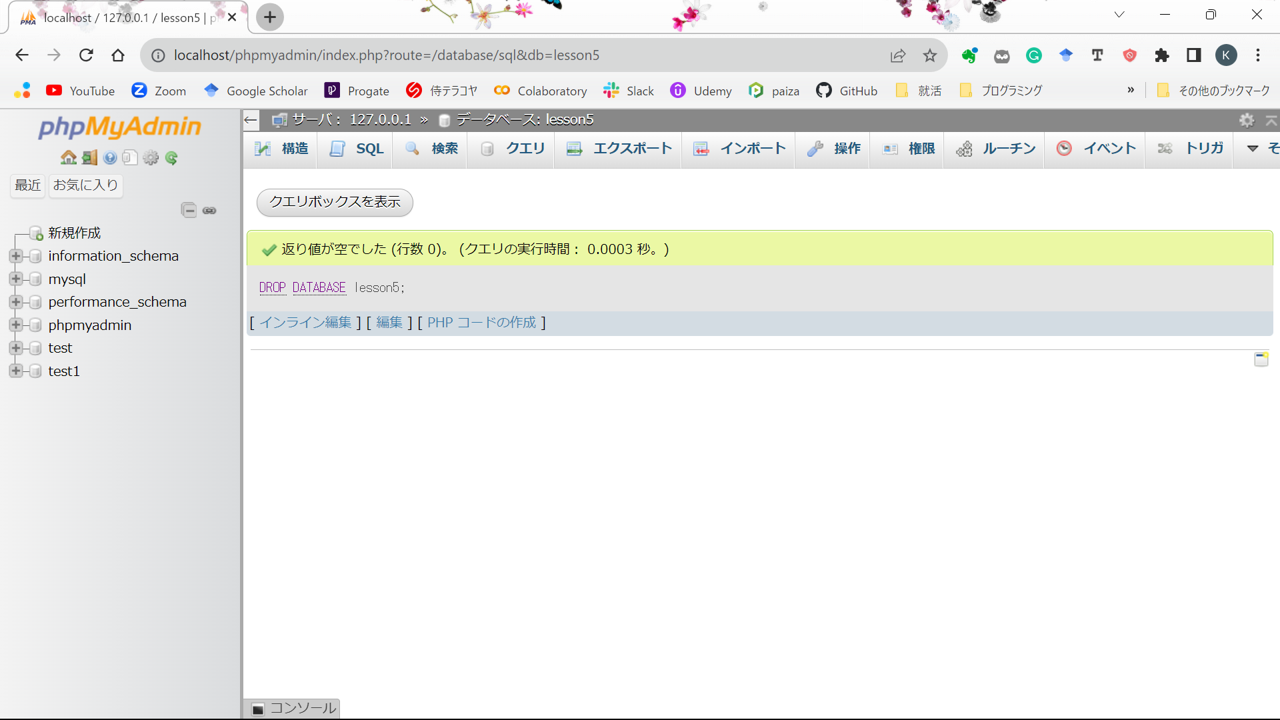 localhost / 127.0.0.1 / lesson5 | p
localhost/phpmyadmin/index.php?route=/database/sql&db=lesson5
K
YouTube Zoom Google Scholar Progate 侍テラコヤ Colaboratory Slack Udemy paiza GitHub 就活 プログラミング » その他のブックマーク
phpMyAdmin
最近 お気に入り
新規作成
information_schema
mysql
performance_schema
phpmyadmin
test
test1
サーバ: 127.0.0.1 » データベース: lesson5
構造 SQL 検索 クエリ エクスポート インポート 操作 権限 ルーチン イベント トリガ そ
クエリボックスを表示
返り値が空でした (行数 0)。 (クエリの実行時間: 0.0003 秒。)
DROP DATABASE lesson5;
[ インライン編集 ] [ 編集 ] [ PHP コードの作成 ]
コンソール